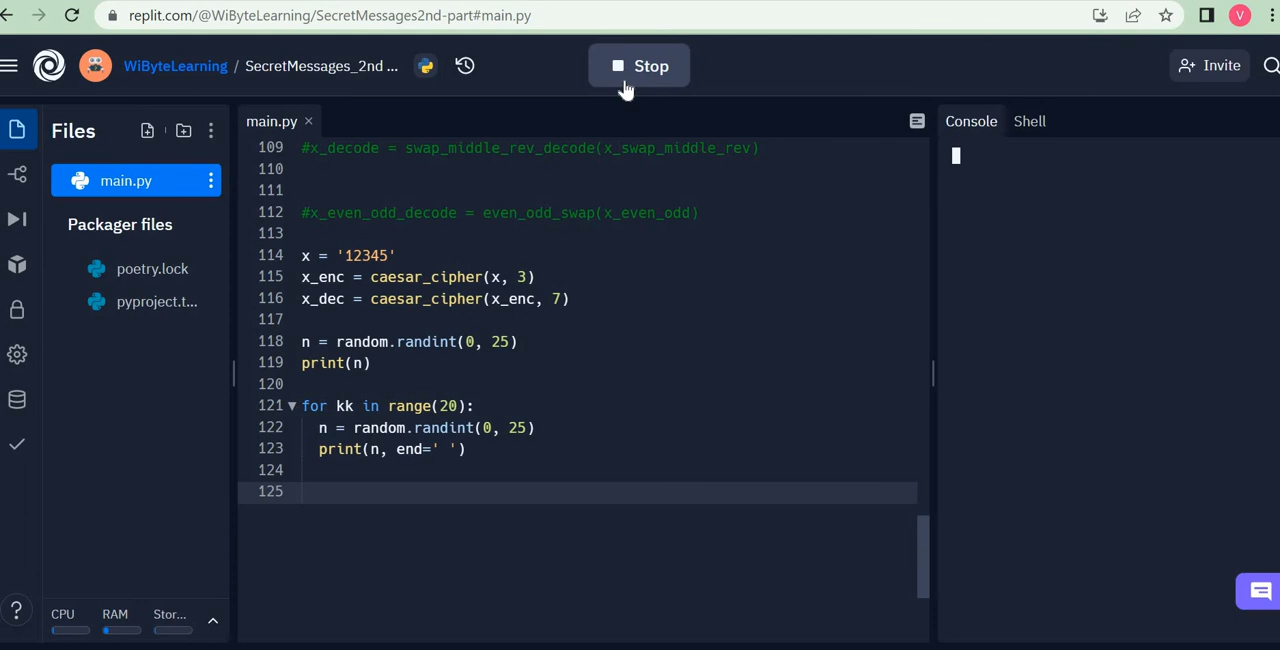 replit.com/@WiByteLearning/SecretMessages2nd-part#main.py
V
WiByteLearning / SecretMessages_2nd ...
Stop
Invite
Files
main.py
Packager files
poetry.lock
pyproject.t...
CPU RAM Stor...
?
main.py ×
109 #x_decode = swap_middle_rev_decode(x_swap_middle_rev)
110
111
112 #x_even_odd_decode = even_odd_swap(x_even_odd)
113
114 x = '12345'
115 x_enc = caesar_cipher(x, 3)
116 x_dec = caesar_cipher(x_enc, 7)
117
118 n = random.randint(0, 25)
119 print(n)
120
121 for kk in range(20):
122 n = random.randint(0, 25)
123 print(n, end=' ')
124
125
Console Shell